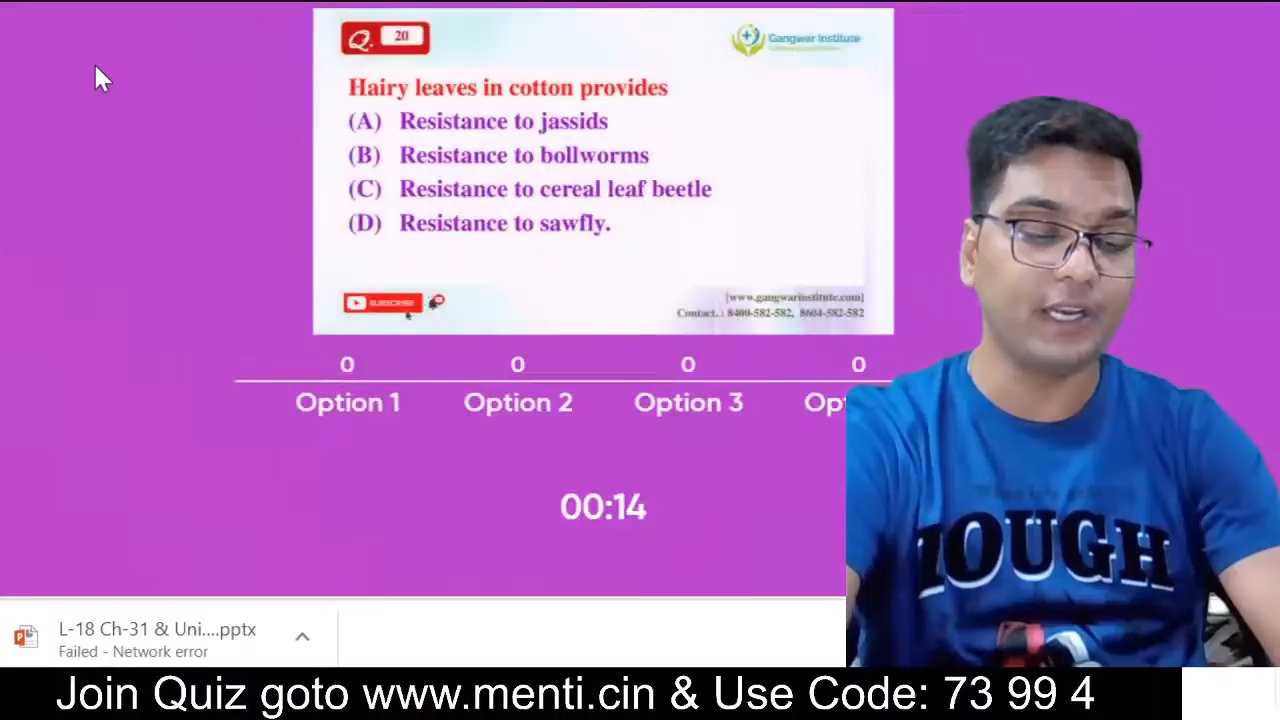 Q. 20
Gangwar Institute
Hairy leaves in cotton provides
(A) Resistance to jassids
(B) Resistance to bollworms
(C) Resistance to cereal leaf beetle
(D) Resistance to sawfly.
SUBSCRIBE
[www.gangwarinstitute.com]
Contact. : 8400-582-582, 8604-582-582
0 0 0 0
Option 1 Option 2 Option 3 Opt
00:14
L-18 Ch-31 & Uni....pptx
Failed - Network error
OUGH
Join Quiz goto www.menti.cin & Use Code: 73 99 4